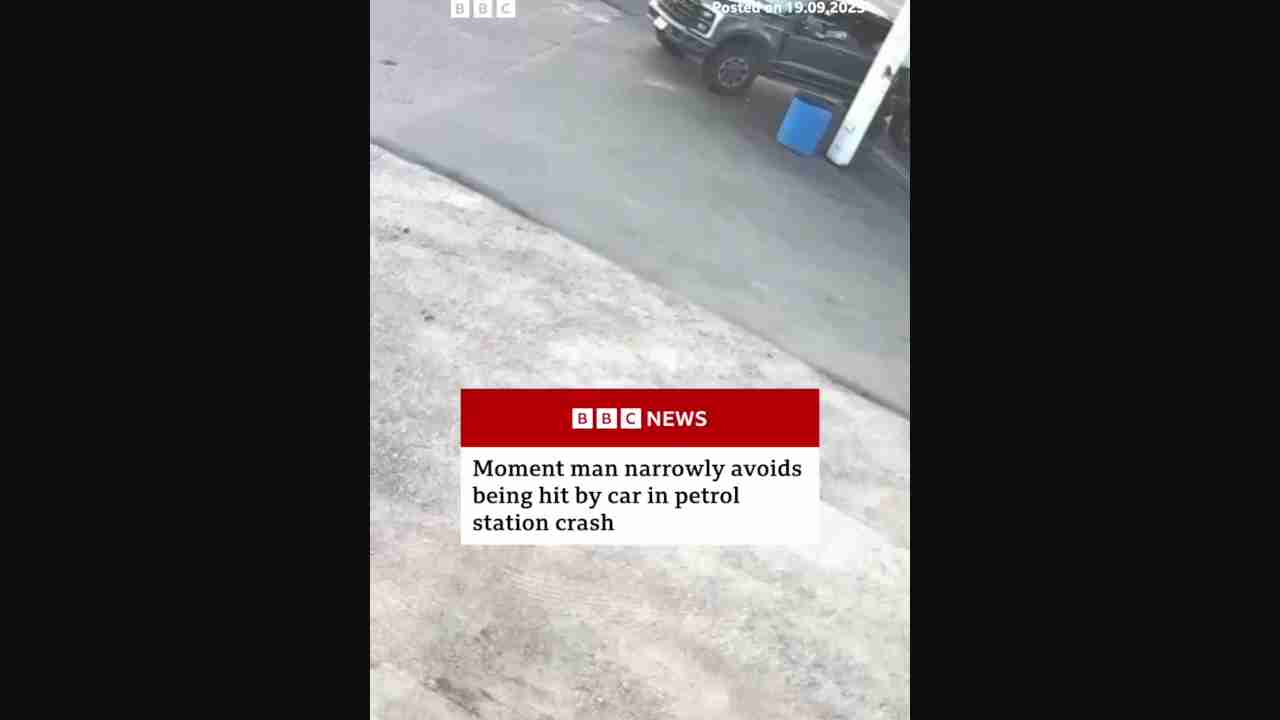 BBC
Posted on 19.09.2025
BBC NEWS
Moment man narrowly avoids
being hit by car in petrol
station crash